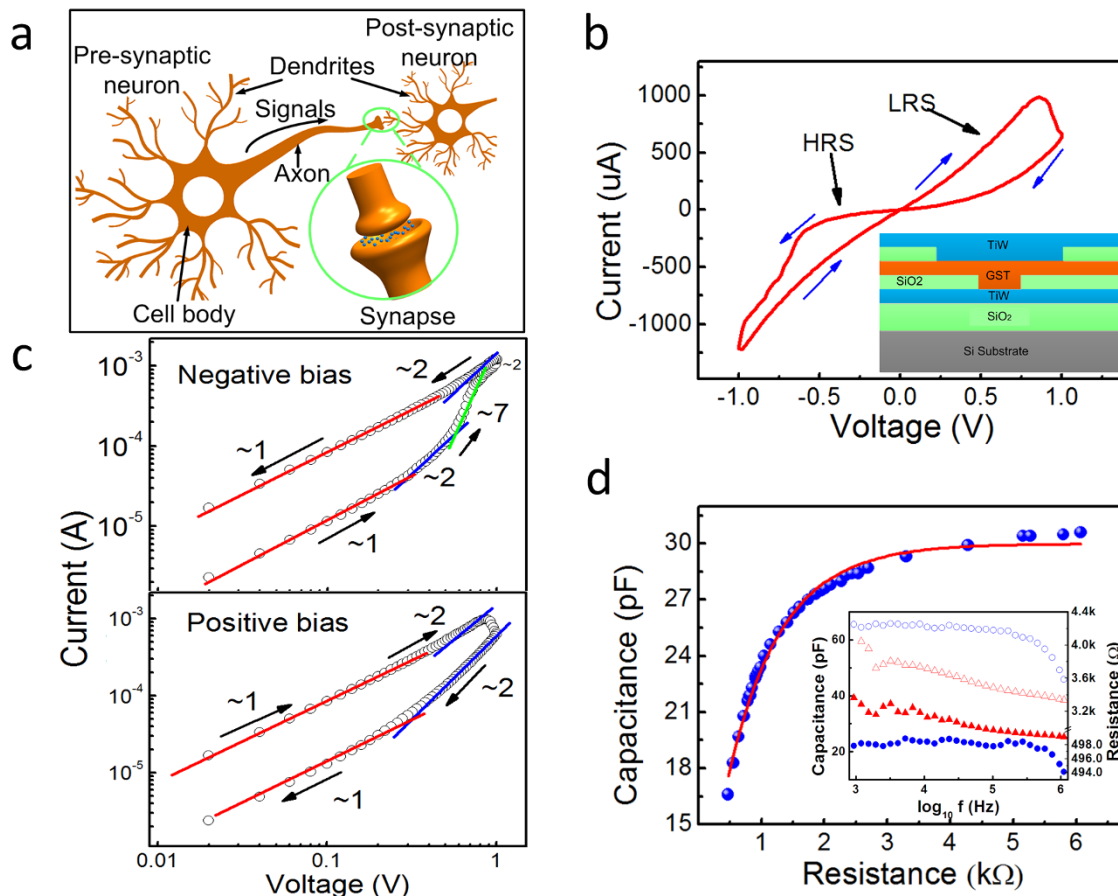 a
Pre-synaptic
neuron
Dendrites
Post-synaptic
neuron
Signals
Axon
Cell body
Synapse
b
1000
500
0
-500
-1000
Current (uA)
LRS
HRS
TiW
GST
SiO2
TiW
SiO₂
Si Substrate
-1.0
-0.5
0.0
0.5
1.0
Voltage (V)
c
10⁻³
10⁻⁴
10⁻⁵
Negative bias
~2
~2
~7
~1
~2
~1
Current (A)
10⁻³
10⁻⁴
10⁻⁵
Positive bias
~2
~1
~2
~1
0.01
0.1
1
Voltage (V)
d
30
27
24
21
18
15
Capacitance (pF)
1
2
3
4
5
6
Resistance (kΩ)
60
40
20
Capacitance (pF)
4.4k
4.0k
3.6k
3.2k
498.0
496.0
494.0
Resistance (Ω)
3
4
5
6
log₁₀ f (Hz)